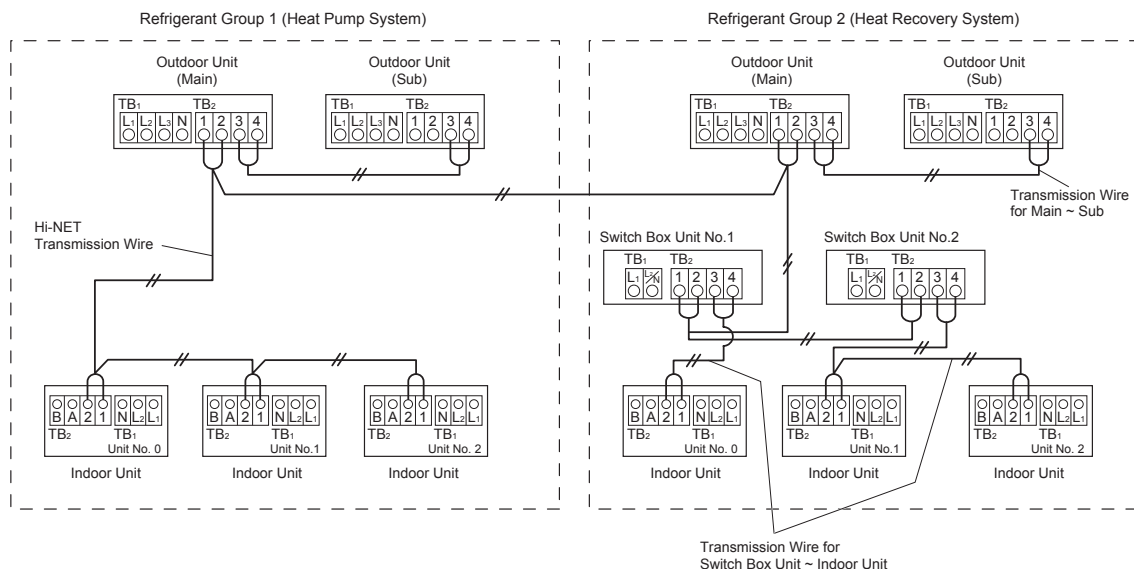 Refrigerant Group 1 (Heat Pump System)
Refrigerant Group 2 (Heat Recovery System)
Outdoor Unit
(Main)
TB₁ TB₂
L₁ L₂ L₃ N 1 2 3 4
Outdoor Unit
(Sub)
TB₁ TB₂
L₁ L₂ L₃ N 1 2 3 4
Outdoor Unit
(Main)
TB₁ TB₂
L₁ L₂ L₃ N 1 2 3 4
Outdoor Unit
(Sub)
TB₁ TB₂
L₁ L₂ L₃ N 1 2 3 4
Transmission Wire
for Main ~ Sub
Hi-NET
Transmission Wire
Switch Box Unit No.1
TB₁ TB₂
L₁ L₂/N 1 2 3 4
Switch Box Unit No.2
TB₁ TB₂
L₁ L₂/N 1 2 3 4
B A 2 1 N L₂ L₁
TB₂ TB₁
Unit No. 0
Indoor Unit
B A 2 1 N L₂ L₁
TB₂ TB₁
Unit No.1
Indoor Unit
B A 2 1 N L₂ L₁
TB₂ TB₁
Unit No. 2
Indoor Unit
B A 2 1 N L₂ L₁
TB₂ TB₁
Unit No. 0
Indoor Unit
B A 2 1 N L₂ L₁
TB₂ TB₁
Unit No.1
Indoor Unit
B A 2 1 N L₂ L₁
TB₂ TB₁
Unit No. 2
Indoor Unit
Transmission Wire for
Switch Box Unit ~ Indoor Unit